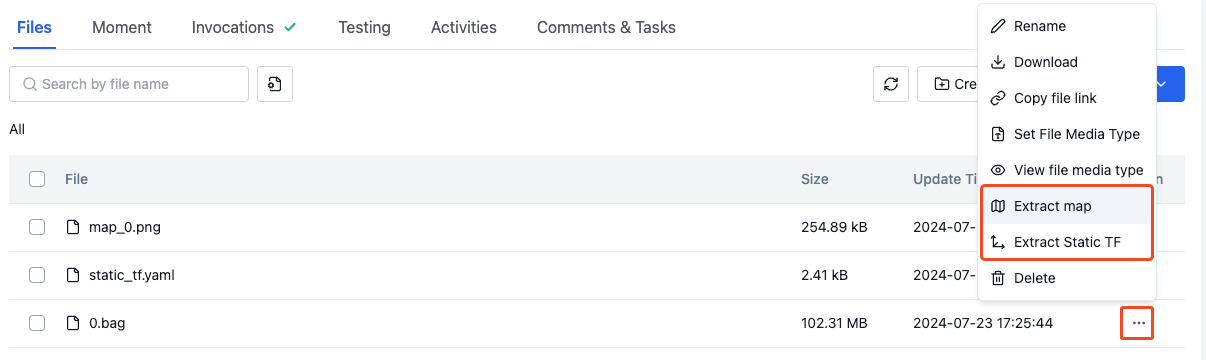 Files Moment Invocations Testing Activities Comments & Tasks
Search by file name
All
File Size Update Ti n
map_0.png 254.89 kB 2024-07-
static_tf.yaml 2.41 kB 2024-07-
0.bag 102.31 MB 2024-07-23 17:25:44
Cre
Rename
Download
Copy file link
Set File Media Type
View file media type
Extract map
Extract Static TF
Delete